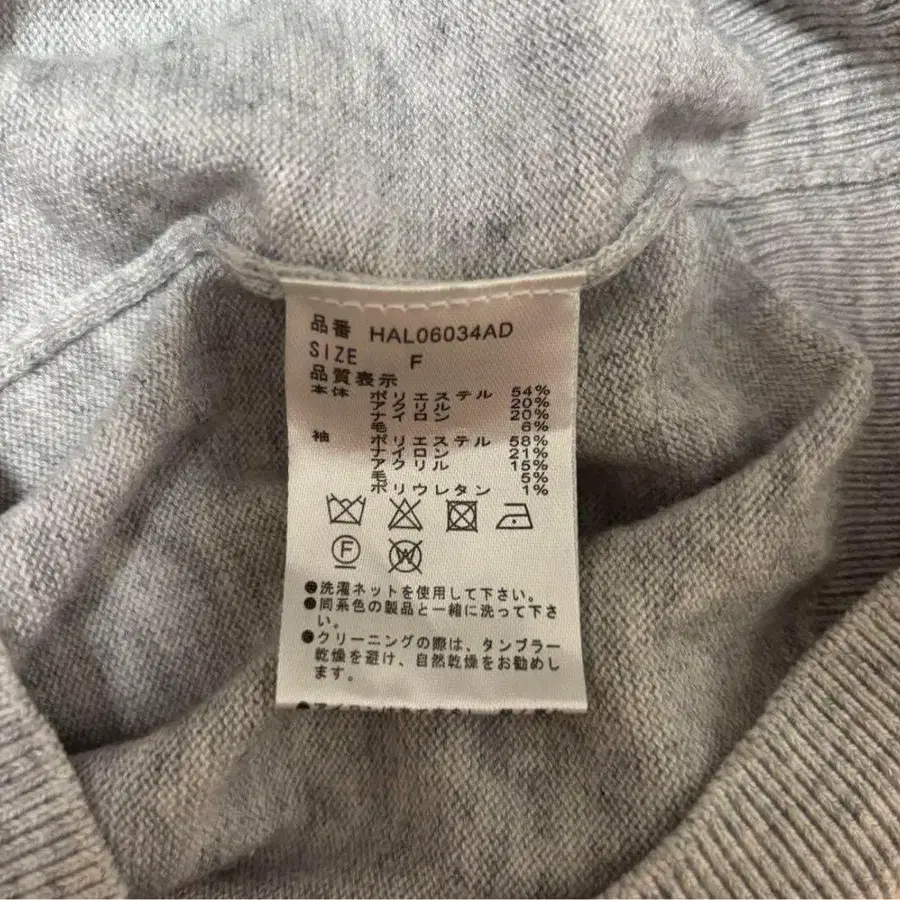 品番 HAL06034AD
SIZE F
品質表示
本体 ポリエステル 54%
アクリル 20%
ナイロン 20%
毛 6%
袖 ポリエステル 58%
ナイロン 21%
アクリル 15%
毛 5%
ポリウレタン 1%
F
W
●洗濯ネットを使用して下さい。
●同系色の製品と一緒に洗って下さ
い。
●クリーニングの際は、タンブラー
乾燥を避け、自然乾燥をお勧めし
ます。